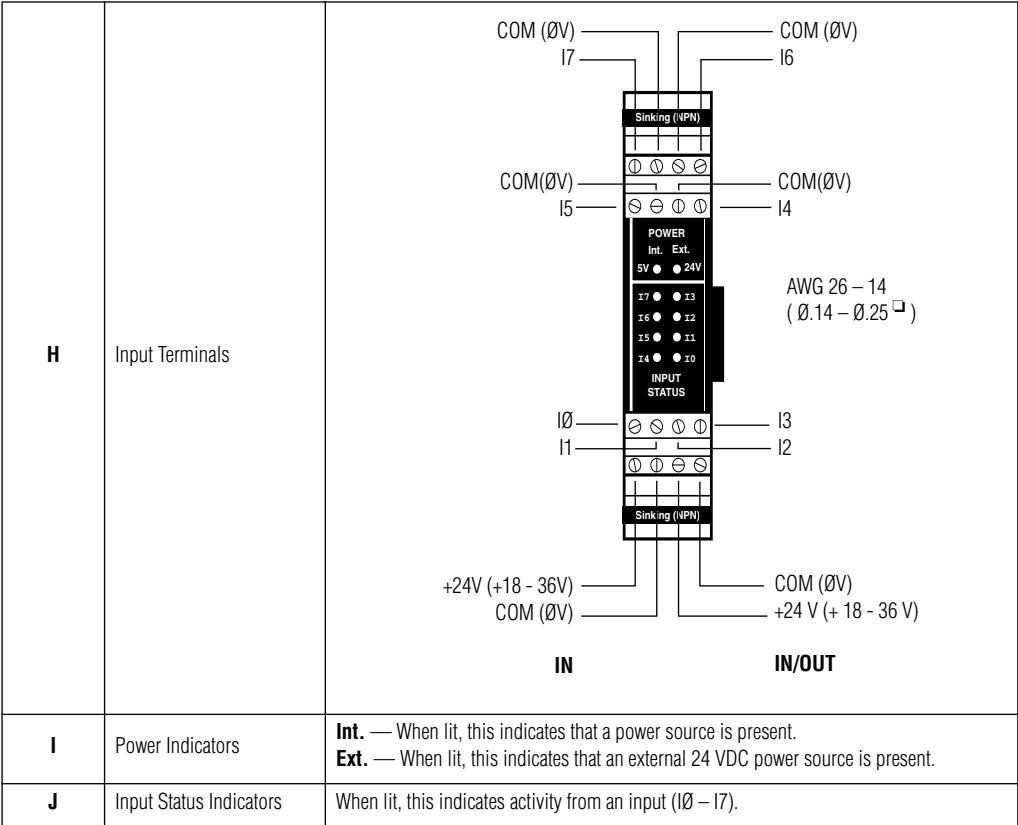 H
Input Terminals
COM (ØV) COM (ØV)
I7 I6
Sinking (NPN)
COM(ØV) COM(ØV)
I5 I4
POWER
Int. Ext.
5V 24V
I7 I3
I6 I2
I5 I1
I4 I0
INPUT
STATUS
AWG 26 – 14
( Ø.14 – Ø.25 ❏ )
IØ I3
I1 I2
Sinking (NPN)
+24V (+18 - 36V) COM (ØV)
COM (ØV) +24 V (+ 18 - 36 V)
IN IN/OUT
I
Power Indicators
Int. — When lit, this indicates that a power source is present.
Ext. — When lit, this indicates that an external 24 VDC power source is present.
J
Input Status Indicators
When lit, this indicates activity from an input (IØ – I7).